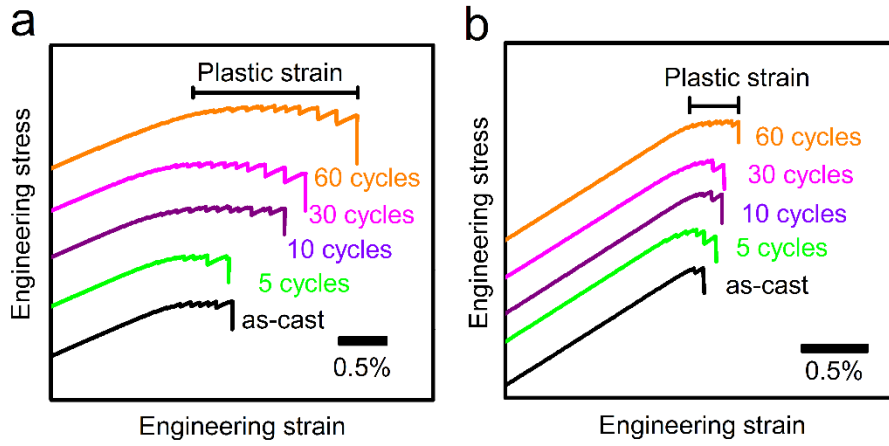 a
Plastic strain
Engineering stress
60 cycles
30 cycles
10 cycles
5 cycles
as-cast
0.5%
Engineering strain
b
Plastic strain
Engineering stress
60 cycles
30 cycles
10 cycles
5 cycles
as-cast
0.5%
Engineering strain